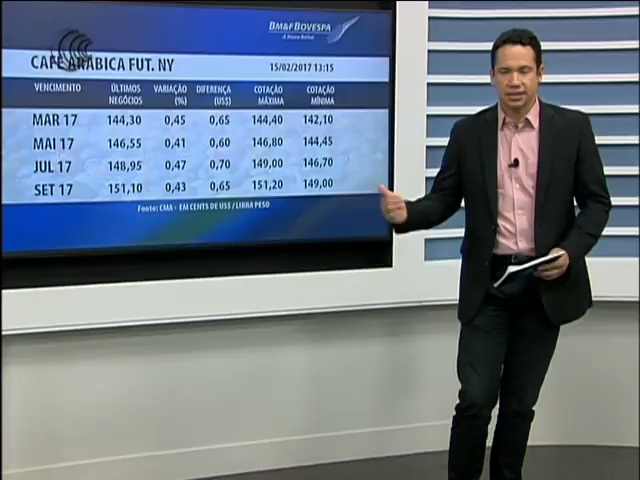 BM&FBOVESPA
A Nova Bolsa
CAFÉ ARÁBICA FUT. NY 15/02/2017 13:15
VENCIMENTO ÚLTIMOS NEGÓCIOS VARIAÇÃO (%) DIFERENÇA (US$) COTAÇÃO MÁXIMA COTAÇÃO MÍNIMA
MAR 17 144,30 0,45 0,65 144,40 142,10
MAI 17 146,55 0,41 0,60 146,80 144,45
JUL 17 148,95 0,47 0,70 149,00 146,70
SET 17 151,10 0,43 0,65 151,20 149,00
Fonte: CMA - EM CENTS DE US$ / LIBRA PESO